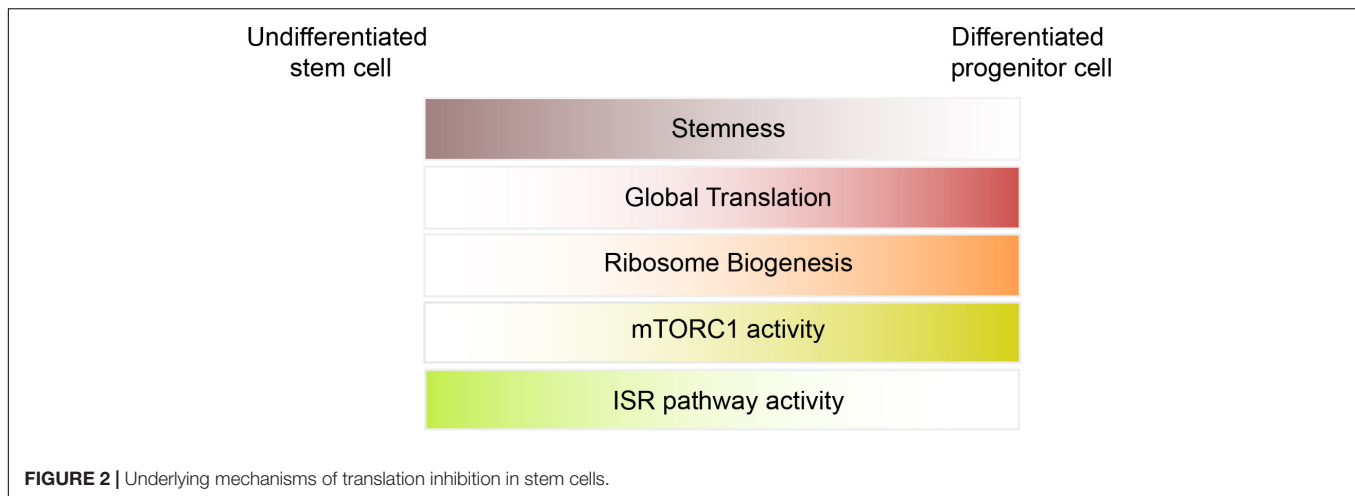 Undifferentiated
stem cell
Differentiated
progenitor cell
Stemness
Global Translation
Ribosome Biogenesis
mTORC1 activity
ISR pathway activity
FIGURE 2 | Underlying mechanisms of translation inhibition in stem cells.